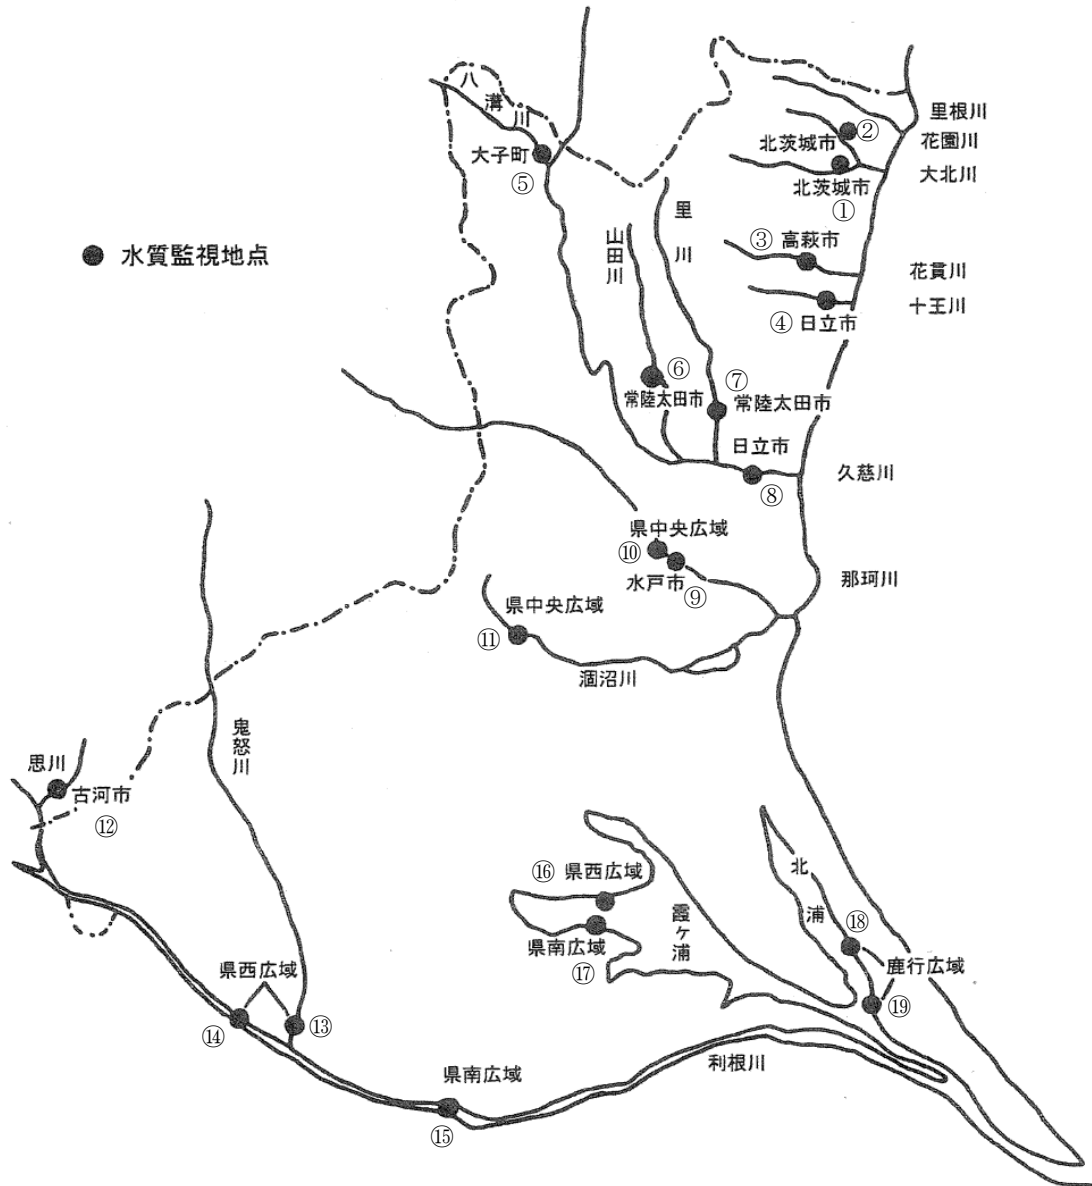 八溝川
里根川
②
花園川
北茨城市
大子町
大北川
⑤
北茨城市
①
里川
山田川
③ 高萩市
● 水質監視地点
花貫川
十王川
④ 日立市
⑥
⑦
常陸太田市
常陸太田市
日立市
久慈川
⑧
県中央広域
⑩
水戸市
⑨
那珂川
県中央広域
⑪
涸沼川
鬼怒川
思川
古河市
⑫
⑯ 県西広域
北浦
霞ヶ浦
⑱
県南広域
⑰
鹿行広域
⑲
県西広域
⑭
⑬
利根川
県南広域
⑮